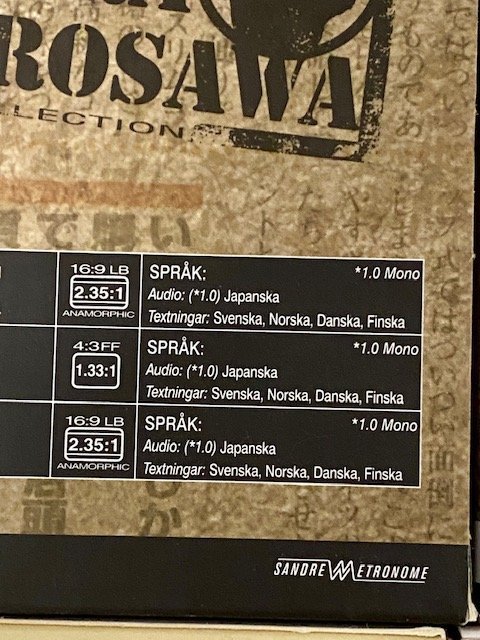 ROSAWA
LLECTION
16:9 LB
2.35:1
ANAMORPHIC
SPRÅK:
*1.0 Mono
Audio: (*1.0) Japanska
Textningar: Svenska, Norska, Danska, Finska
4:3FF
1.33:1
SPRÅK:
*1.0 Mono
Audio: (*1.0) Japanska
Textningar: Svenska, Norska, Danska, Finska
16:9 LB
2.35:1
ANAMORPHIC
SPRÅK:
*1.0 Mono
Audio: (*1.0) Japanska
Textningar: Svenska, Norska, Danska, Finska
SANDREW METRONOME